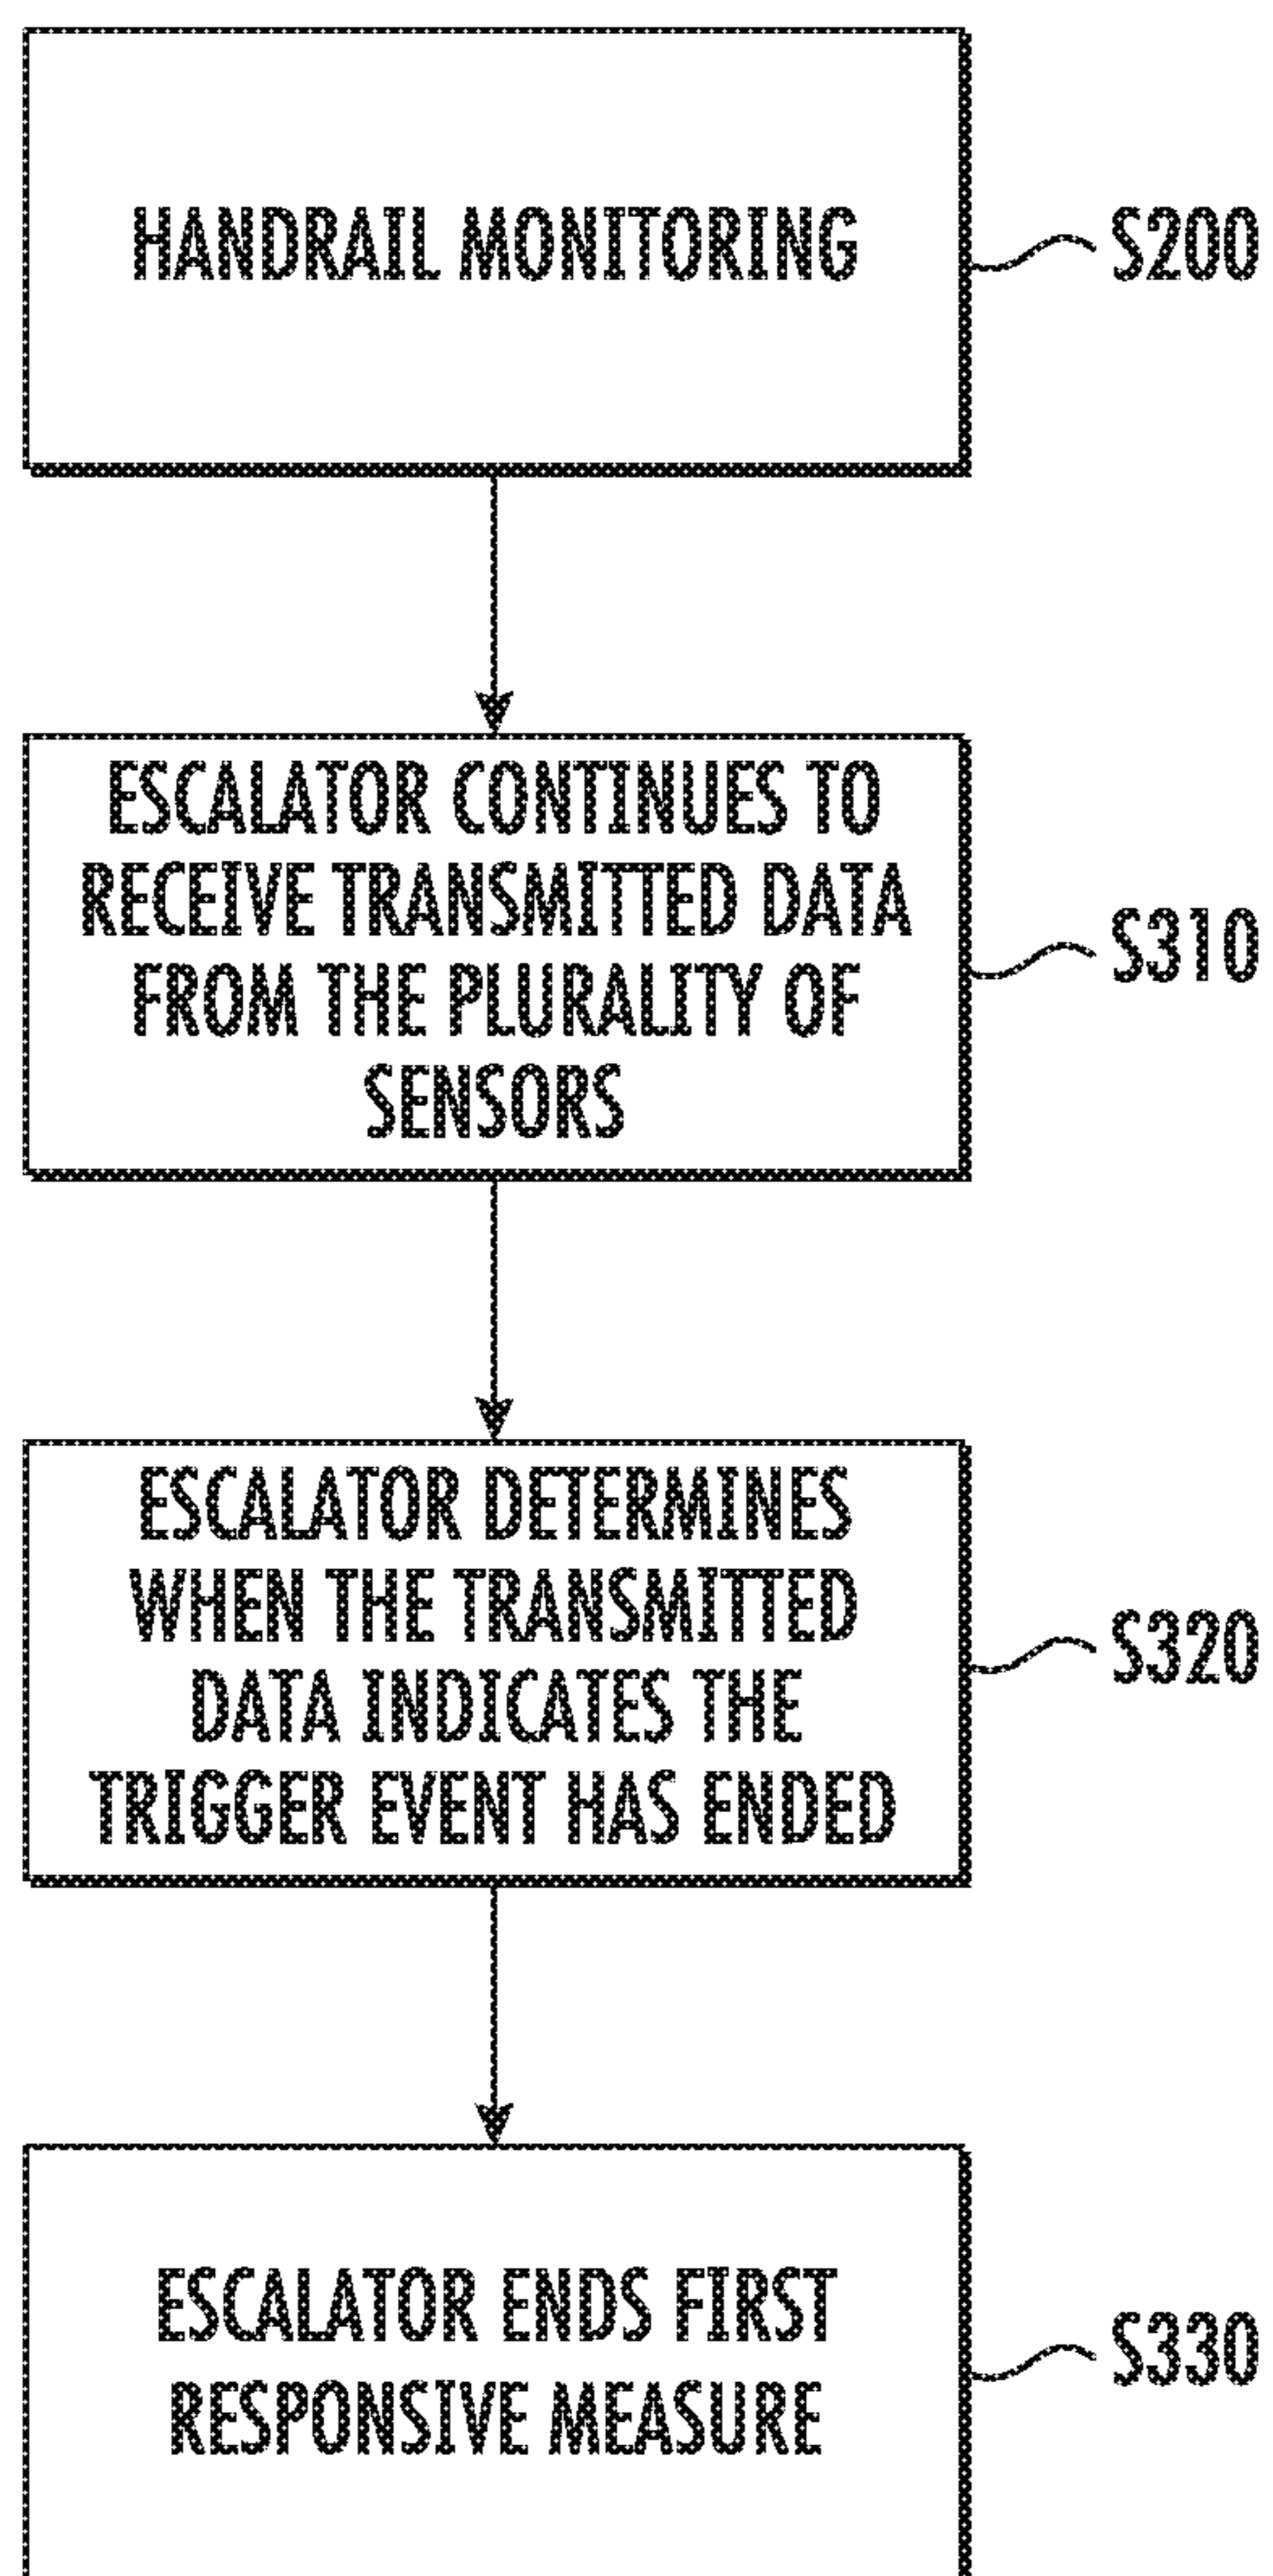 HANDRAIL MONITORING
S200
ESCALATOR CONTINUES TO
RECEIVE TRANSMITTED DATA
FROM THE PLURALITY OF
SENSORS
S310
ESCALATOR DETERMINES
WHEN THE TRANSMITTED
DATA INDICATES THE
TRIGGER EVENT HAS ENDED
S320
ESCALATOR ENDS FIRST
RESPONSIVE MEASURE
S330